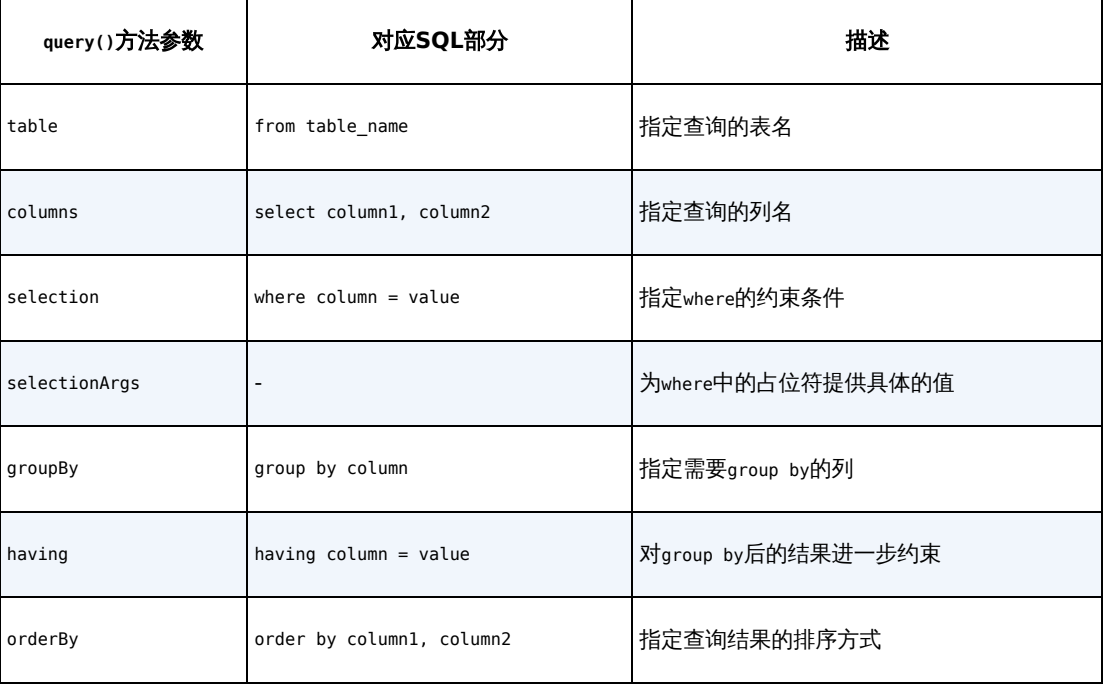 query()方法参数 对应SQL部分 描述
table from table_name 指定查询的表名
columns select column1, column2 指定查询的列名
selection where column = value 指定where的约束条件
selectionArgs - 为where中的占位符提供具体的值
groupBy group by column 指定需要group by的列
having having column = value 对group by后的结果进一步约束
orderBy order by column1, column2 指定查询结果的排序方式